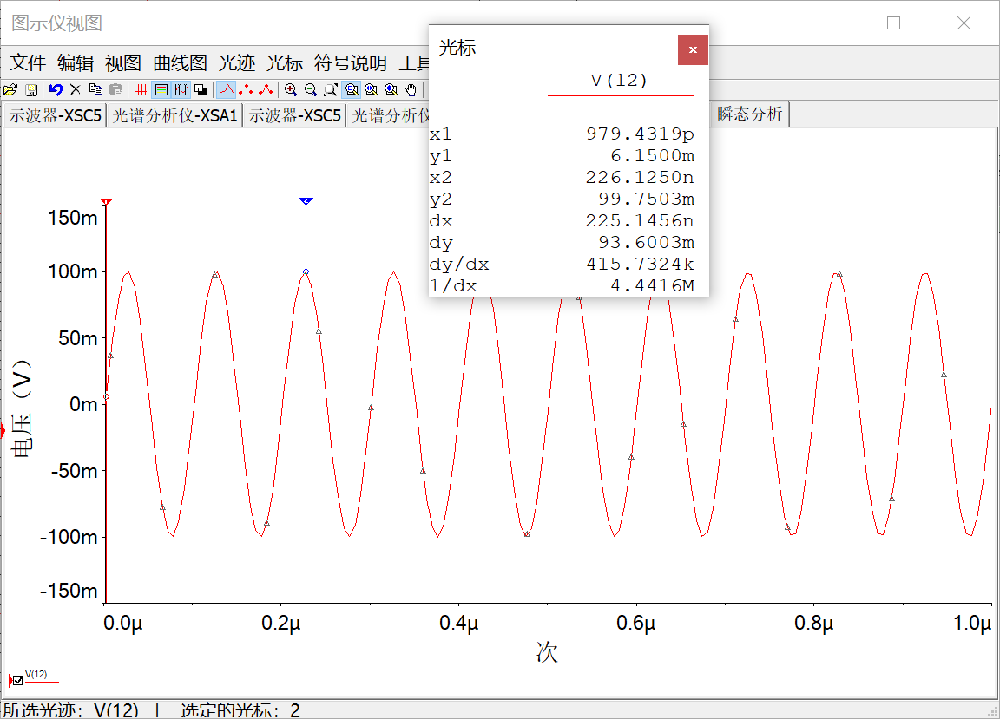 图示仪视图
文件 编辑 视图 曲线图 光迹 光标 符号说明 工具
示波器-XSC5 光谱分析仪-XSA1 示波器-XSC5 光谱分析仪 瞬态分析
光标
V(12)
x1 979.4319p
y1 6.1500m
x2 226.1250n
y2 99.7503m
dx 225.1456n
dy 93.6003m
dy/dx 415.7324k
1/dx 4.4416M
150m
100m
50m
0m
-50m
-100m
-150m
电压（V）
1
2
0.0μ 0.2μ 0.4μ 0.6μ 0.8μ 1.0μ
次
V(12)
所选光迹：V(12) | 选定的光标：2